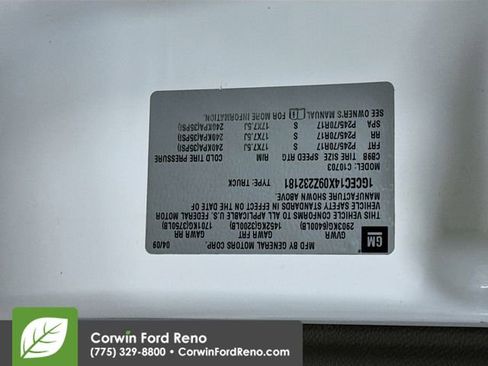 MFD BY GENERAL MOTORS CORP.
04/09
GVWR GAWR FRT GAWR RR
2903KG(6400LB) 1452KG(3200LB) 1701KG(3750LB)
THIS VEHICLE CONFORMS TO ALL APPLICABLE U.S. FEDERAL MOTOR
VEHICLE SAFETY STANDARDS IN EFFECT ON THE DATE OF
MANUFACTURE SHOWN ABOVE.
1GCEC14X09Z232181 TYPE: TRUCK
C89B C10703
TIRE SIZE SPEED RTG RIM COLD TIRE PRESSURE
FRT P245/70R17 S 17X7.5J 240KPA(35PSI)
RR P245/70R17 S 17X7.5J 240KPA(35PSI)
SPA P245/70R17 S 17X7.5J 240KPA(35PSI)
SEE OWNER'S MANUAL FOR MORE INFORMATION.
GM
Corwin Ford Reno
(775) 329-8800 • CorwinFordReno.com